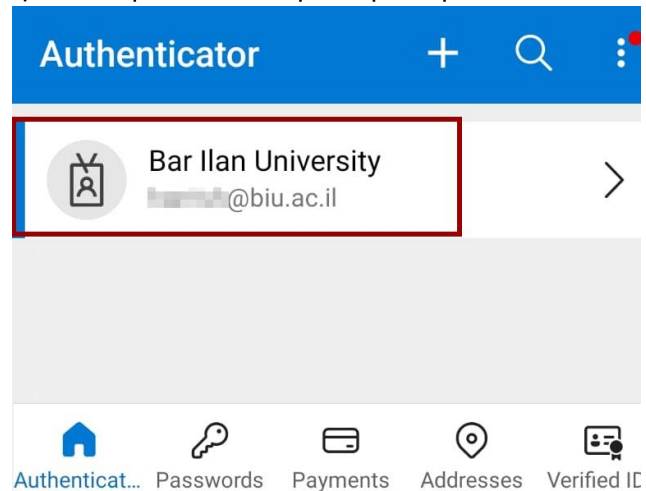 Authenticator
Bar Ilan University
@biu.ac.il
Authenticat... Passwords Payments Addresses Verified ID